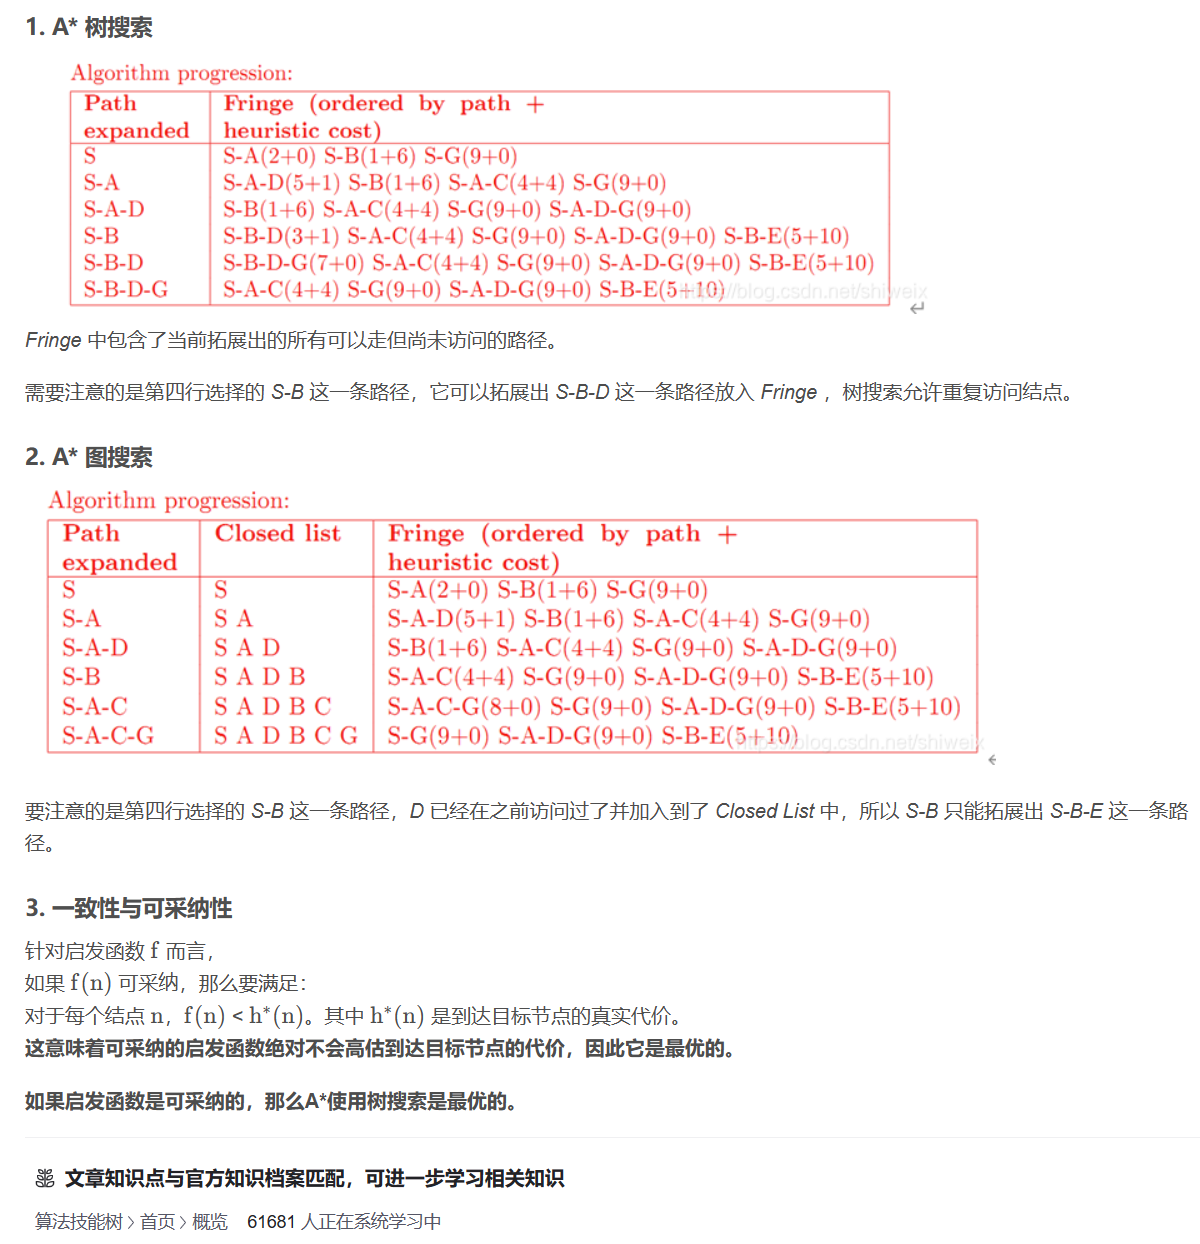 1. A* 树搜索
Algorithm progression:
Path expanded
Fringe (ordered by path + heuristic cost)
S S-A(2+0) S-B(1+6) S-G(9+0)
S-A S-A-D(5+1) S-B(1+6) S-A-C(4+4) S-G(9+0)
S-A-D S-B(1+6) S-A-C(4+4) S-G(9+0) S-A-D-G(9+0)
S-B S-B-D(3+1) S-A-C(4+4) S-G(9+0) S-A-D-G(9+0) S-B-E(5+10)
S-B-D S-B-D-G(7+0) S-A-C(4+4) S-G(9+0) S-A-D-G(9+0) S-B-E(5+10)
S-B-D-G S-A-C(4+4) S-G(9+0) S-A-D-G(9+0) S-B-E(5+10)
https://blog.csdn.net/shiweix
Fringe 中包含了当前拓展出的所有可以走但尚未访问的路径。
需要注意的是第四行选择的 S-B 这一条路径，它可以拓展出 S-B-D 这一条路径放入 Fringe ，树搜索允许重复访问结点。
2. A* 图搜索
Algorithm progression:
Path expanded
Closed list
Fringe (ordered by path + heuristic cost)
S S S-A(2+0) S-B(1+6) S-G(9+0)
S-A S A S-A-D(5+1) S-B(1+6) S-A-C(4+4) S-G(9+0)
S-A-D S A D S-B(1+6) S-A-C(4+4) S-G(9+0) S-A-D-G(9+0)
S-B S A D B S-A-C(4+4) S-G(9+0) S-A-D-G(9+0) S-B-E(5+10)
S-A-C S A D B C S-A-C-G(8+0) S-G(9+0) S-A-D-G(9+0) S-B-E(5+10)
S-A-C-G S A D B C G S-G(9+0) S-A-D-G(9+0) S-B-E(5+10)
https://blog.csdn.net/shiweix
要注意的是第四行选择的 S-B 这一条路径，D 已经在之前访问过了并加入到了 Closed List 中，所以 S-B 只能拓展出 S-B-E 这一条路
径。
3. 一致性与可采纳性
针对启发函数 f 而言，
如果 f(n) 可采纳，那么要满足：
对于每个结点 n，f(n) < h*(n)。其中 h*(n) 是到达目标节点的真实代价。
这意味着可采纳的启发函数绝对不会高估到达目标节点的代价，因此它是最优的。
如果启发函数是可采纳的，那么A*使用树搜索是最优的。
文章知识点与官方知识档案匹配，可进一步学习相关知识
算法技能树 > 首页 > 概览 61681 人正在系统学习中